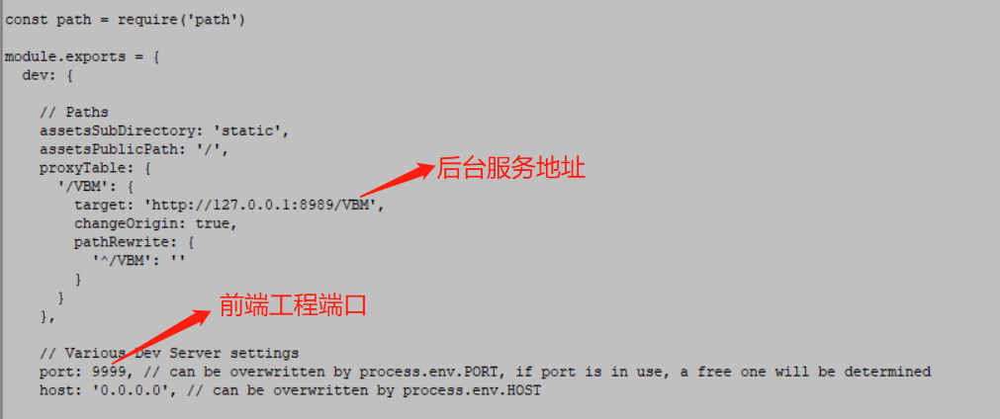 const path = require('path')
module.exports = {
dev: {
// Paths
assetsSubDirectory: 'static',
assetsPublicPath: '/',
proxyTable: {
后台服务地址
'/VBM': {
target: 'http://127.0.0.1:8989/VBM',
changeOrigin: true,
pathRewrite: {
'^/VBM': ''
}
}
前端工程端口
},
// Various Dev Server settings
port: 9999, // can be overwritten by process.env.PORT, if port is in use, a free one will be determined
host: '0.0.0.0', // can be overwritten by process.env.HOST